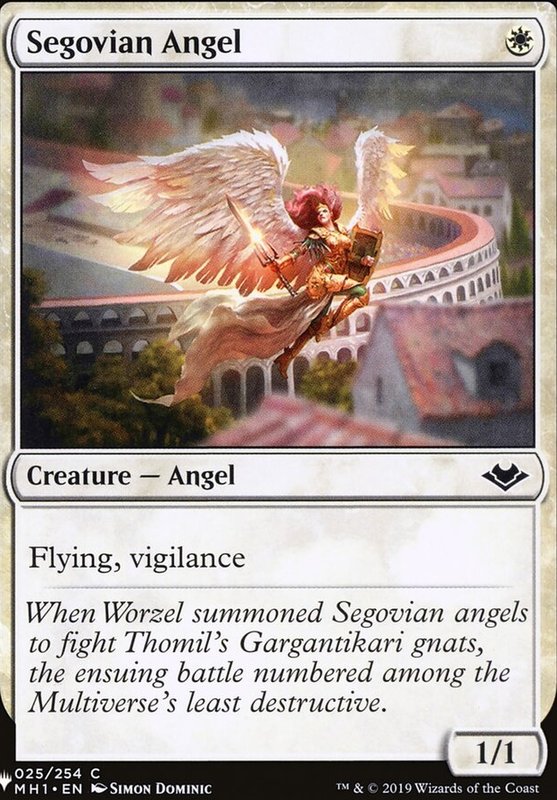 Segovian Angel
Creature — Angel
Flying, vigilance
When Worzel summoned Segovian angels
to fight Thomil's Gargantikari gnats,
the ensuing battle numbered among the
Multiverse's least destructive.
1/1
025/254 C
MH1 • EN Simon Dominic
™ & © 2019 Wizards of the Coast